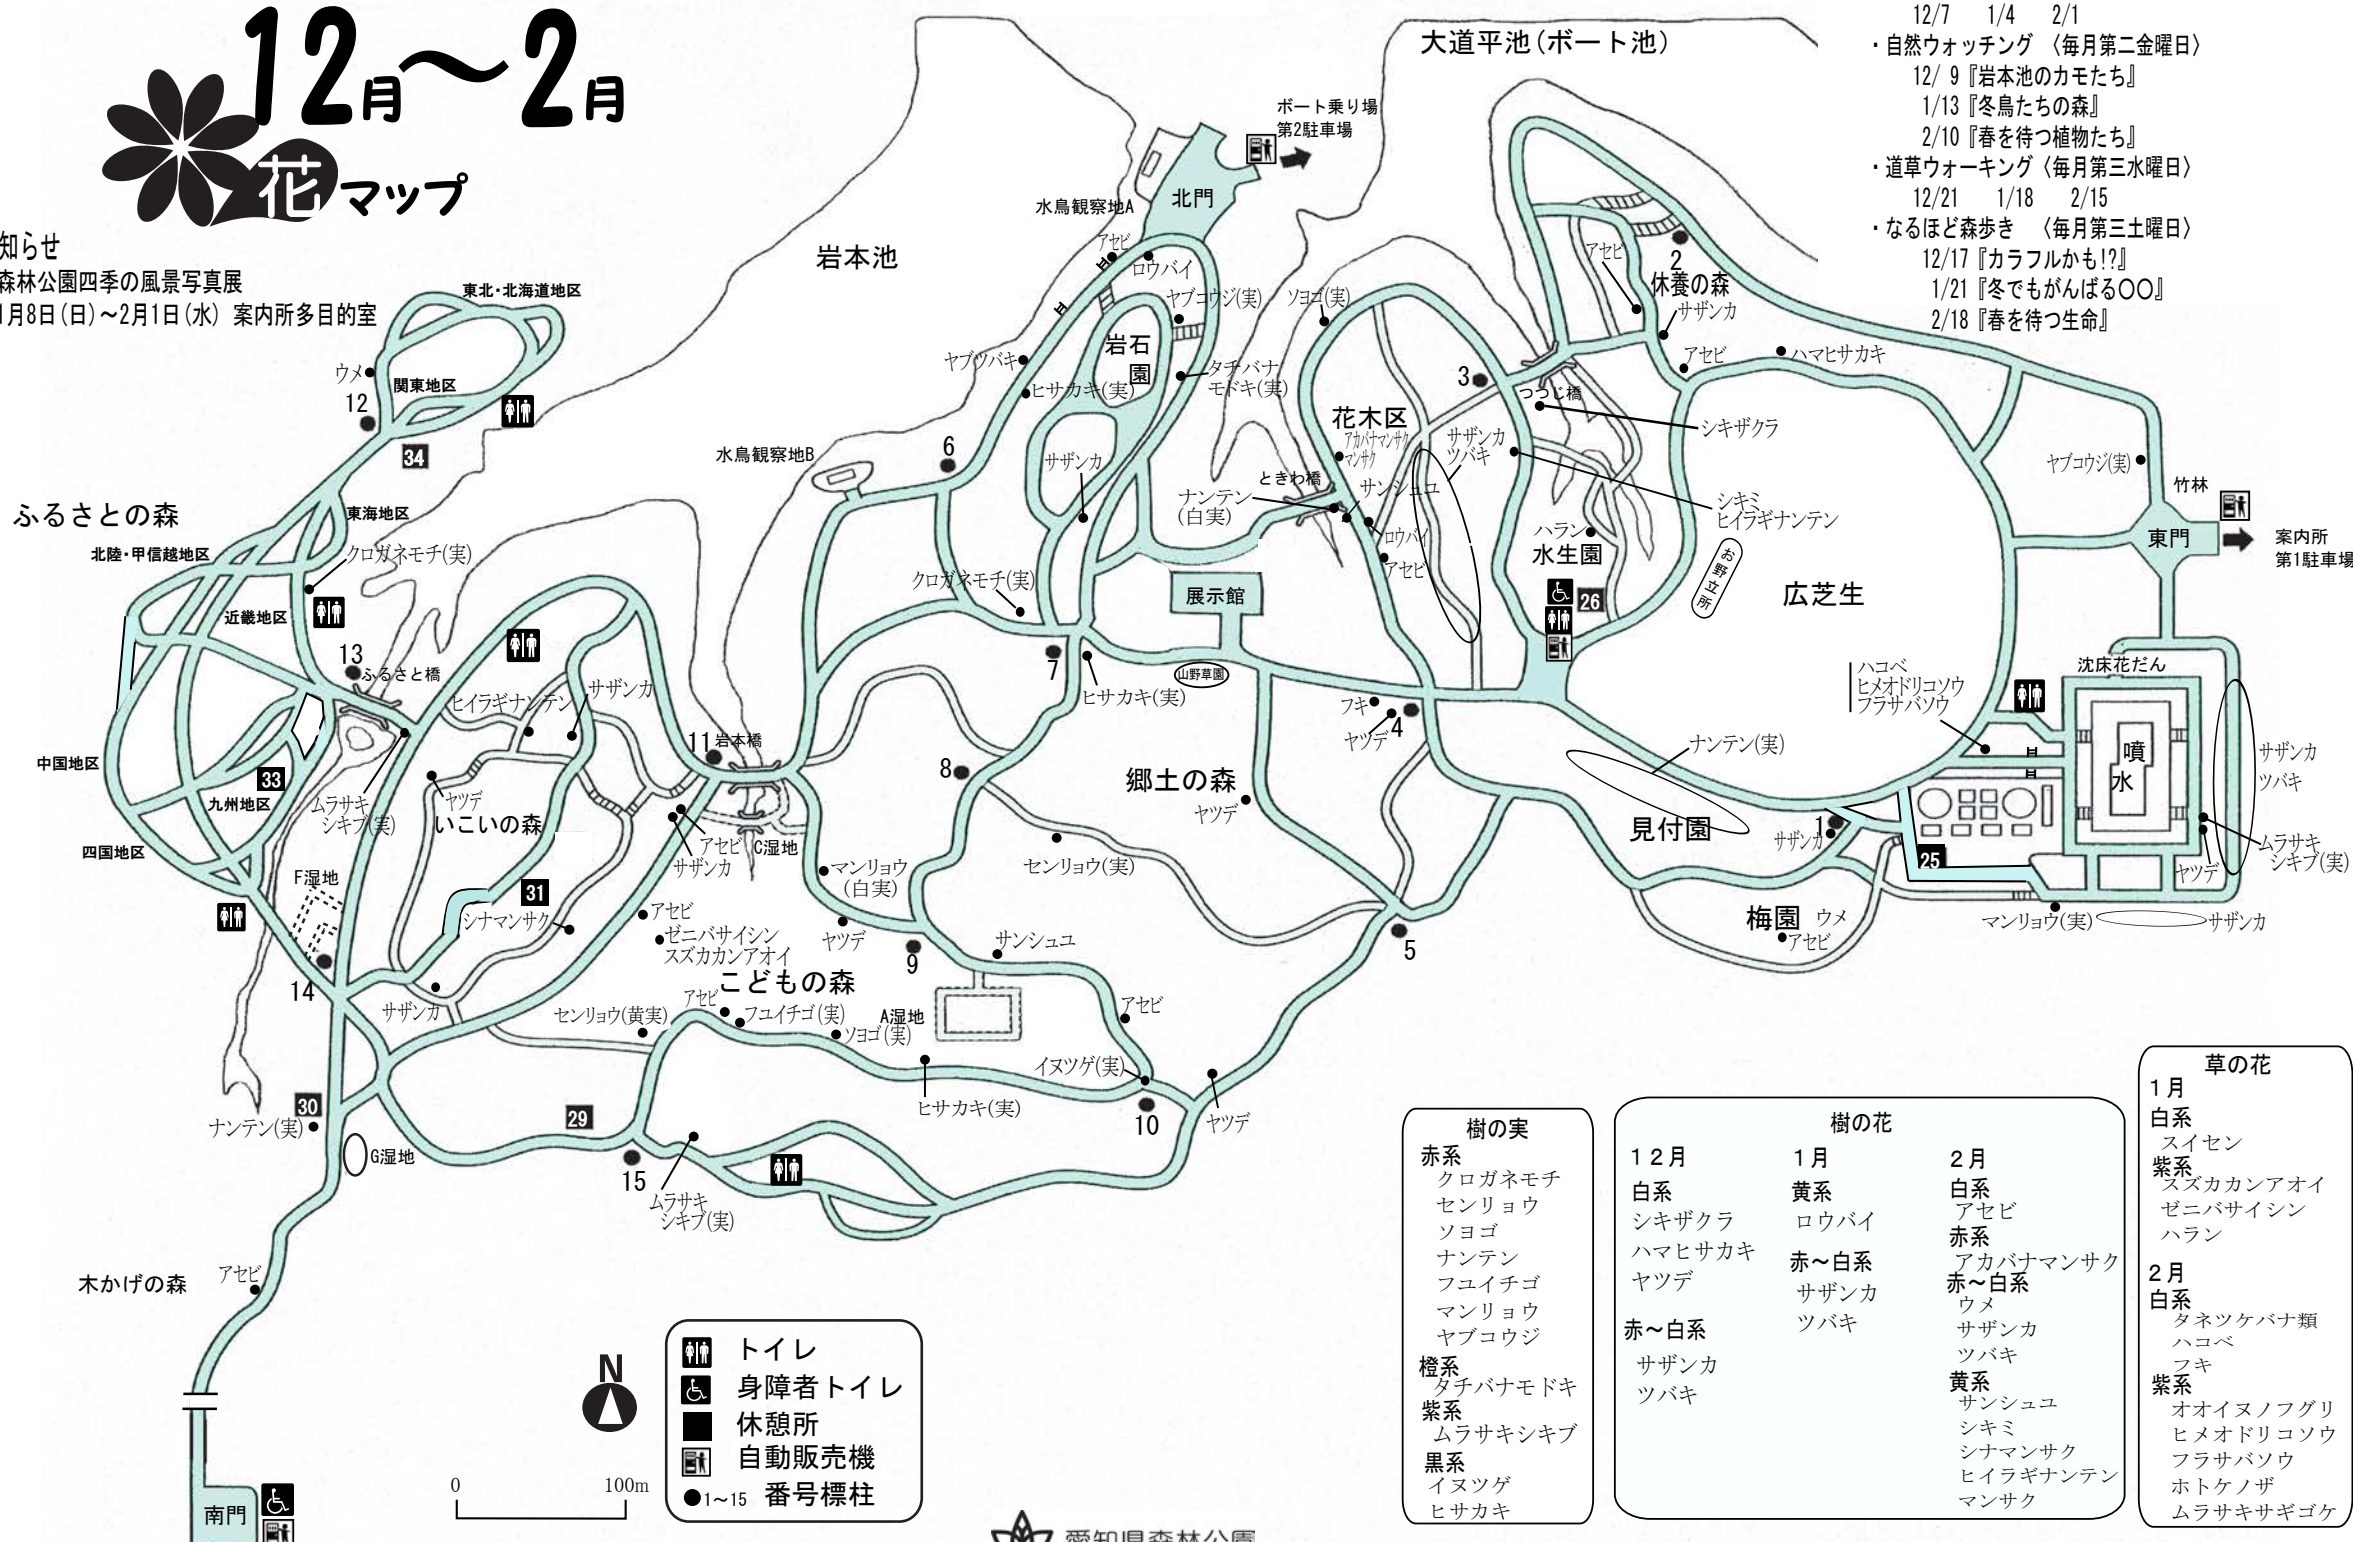 12月～2月
花マップ
知らせ
森林公園四季の風景写真展
1月8日(日)～2月1日(水) 案内所多目的室
12/7 1/4 2/1
・自然ウォッチング 〈毎月第二金曜日〉
12/ 9『岩本池のカモたち』
1/13『冬鳥たちの森』
2/10『春を待つ植物たち』
・道草ウォーキング〈毎月第三水曜日〉
12/21 1/18 2/15
・なるほど森歩き 〈毎月第三土曜日〉
12/17『カラフルかも!?』
1/21『冬でもがんばる〇〇』
2/18『春を待つ生命』
大道平池(ボート池)
ボート乗り場
第2駐車場
北門
水鳥観察地A
アセビ
ロウバイ
岩本池
ヤブコウジ(実)
岩石園
ヤブツバキ
ヒサカキ(実)
タチバナ
モドキ(実)
ソヨゴ(実)
アセビ
2
休養の森
サザンカ
アセビ
ハマヒサカキ
3
つつじ橋
シキザクラ
花木区
アカバナマンサク
マンサク
サザンカ
ツバキ
ときわ橋
サンシュユ
ナンテン
(白実)
ロウバイ
アセビ
シキミ
ヒイラギナンテン
ハラン
水生園
お野立所
26
広芝生
ヤブコウジ(実)
竹林
東門
案内所
第1駐車場
東北・北海道地区
ウメ
関東地区
12
34
ふるさとの森
東海地区
北陸・甲信越地区
クロガネモチ(実)
近畿地区
13
ふるさと橋
中国地区
33
九州地区
四国地区
ムラサキ
シキブ(実)
F湿地
14
水鳥観察地B
6
サザンカ
クロガネモチ(実)
展示館
7
ヒサカキ(実)
山野草園
フキ
ヤツデ
4
ヒイラギナンテン
サザンカ
11
岩本橋
ヤツデ
いこいの森
アセビ
サザンカ
C湿地
31
シナマンサク
サザンカ
8
郷土の森
ヤツデ
センリョウ(実)
マンリョウ
(白実)
ヤツデ
9
サンシュユ
アセビ
ゼニバサイシン
スズカカンアオイ
こどもの森
アセビ
フユイチゴ(実)
センリョウ(黄実)
ソヨゴ(実)
A湿地
アセビ
イヌツゲ(実)
ヒサカキ(実)
10
ヤツデ
5
ナンテン(実)
見付園
サザンカ
1
梅園
ウメ
アセビ
25
ハコベ
ヒメオドリコソウ
フラサバソウ
沈床花だん
噴水
サザンカ
ツバキ
ムラサキ
シキブ(実)
ヤツデ
マンリョウ(実)
サザンカ
30
ナンテン(実)
G湿地
29
15
ムラサキ
シキブ(実)
木かげの森
アセビ
南門
N
0 100m
トイレ
身障者トイレ
休憩所
自動販売機
●1～15 番号標柱
愛知県森林公園
樹の実
赤系
クロガネモチ
センリョウ
ソヨゴ
ナンテン
フユイチゴ
マンリョウ
ヤブコウジ
橙系
タチバナモドキ
紫系
ムラサキシキブ
黒系
イヌツゲ
ヒサカキ
樹の花
12月
白系
シキザクラ
ハマヒサカキ
ヤツデ
赤～白系
サザンカ
ツバキ
1月
黄系
ロウバイ
赤～白系
サザンカ
ツバキ
2月
白系
アセビ
赤系
アカバナマンサク
赤～白系
ウメ
サザンカ
ツバキ
黄系
サンシュユ
シキミ
シナマンサク
ヒイラギナンテン
マンサク
草の花
1月
白系
スイセン
紫系
スズカカンアオイ
ゼニバサイシン
ハラン
2月
白系
タネツケバナ類
ハコベ
フキ
紫系
オオイヌノフグリ
ヒメオドリコソウ
フラサバソウ
ホトケノザ
ムラサキサギゴケ